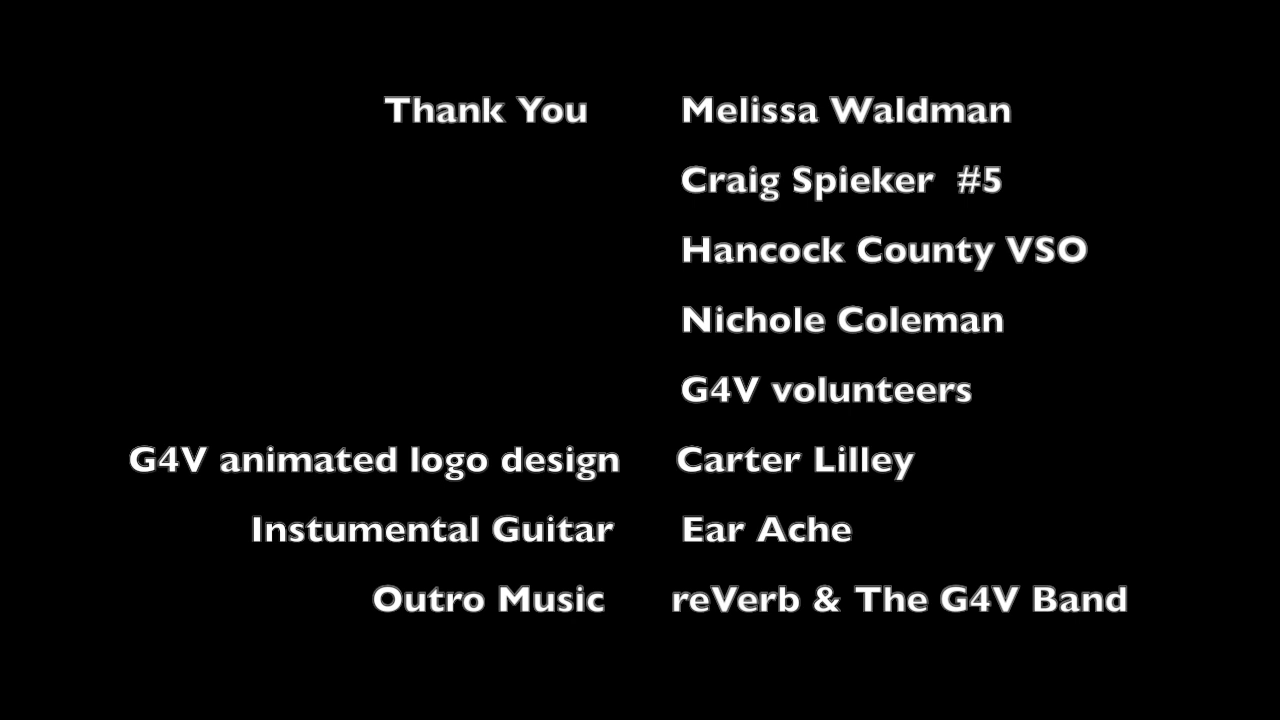 Thank You Melissa Waldman
Craig Spieker #5
Hancock County VSO
Nichole Coleman
G4V volunteers
G4V animated logo design Carter Lilley
Instumental Guitar Ear Ache
Outro Music reVerb & The G4V Band